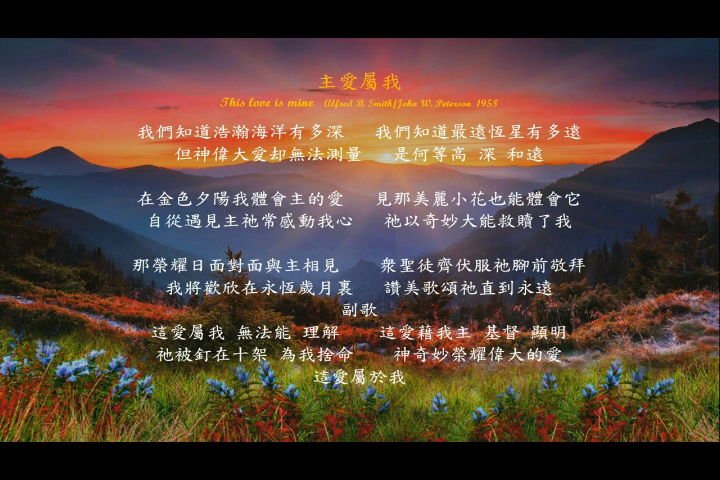 主愛屬我
This love is mine Alfred B. Smith/John W. Peterson 1958
我們知道浩瀚海洋有多深 我們知道最遠恆星有多遠
但神偉大愛却無法測量 是何等高 深 和遠
在金色夕陽我體會主的愛 見那美麗小花也能體會它
自從遇見主祂常感動我心 祂以奇妙大能救贖了我
那榮耀日面對面與主相見 衆聖徒齊伏服祂腳前敬拜
我將歡欣在永恆歲月裏 讚美歌頌祂直到永遠
副歌
這愛屬我 無法能 理解 這愛藉我主 基督 顯明
祂被釘在十架 為我捨命 神奇妙榮耀偉大的愛
這愛屬於我